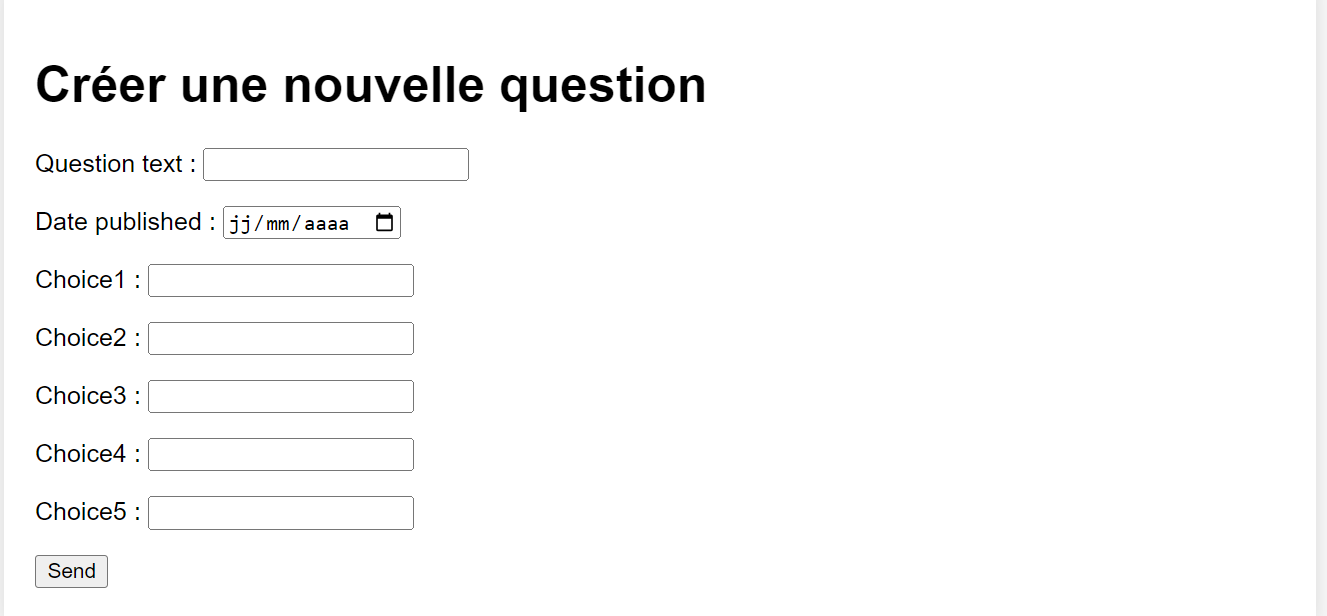 Créer une nouvelle question
Question text :
Date published : jj/mm/aaaa
Choice1 :
Choice2 :
Choice3 :
Choice4 :
Choice5 :
Send